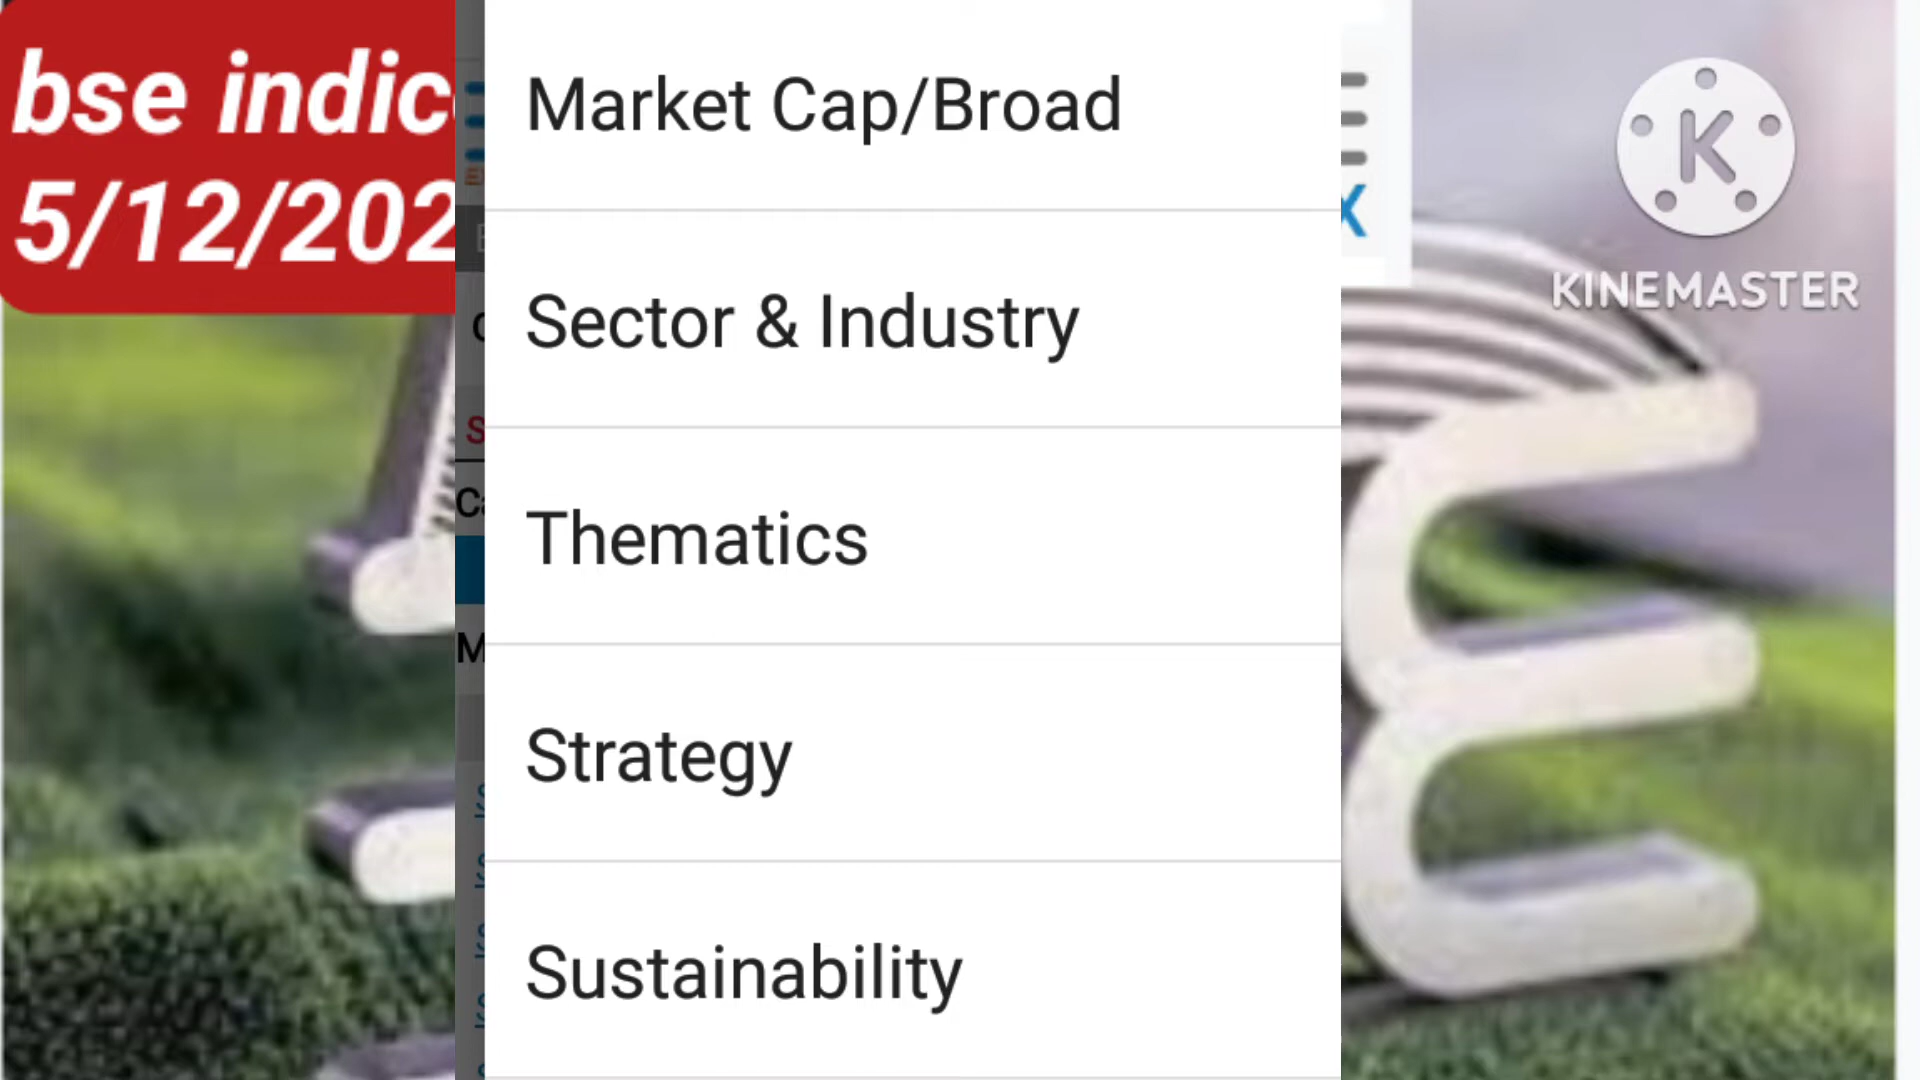 bse indic
5/12/202
Market Cap/Broad
Sector & Industry
Thematics
Strategy
Sustainability
X
KINEMASTER